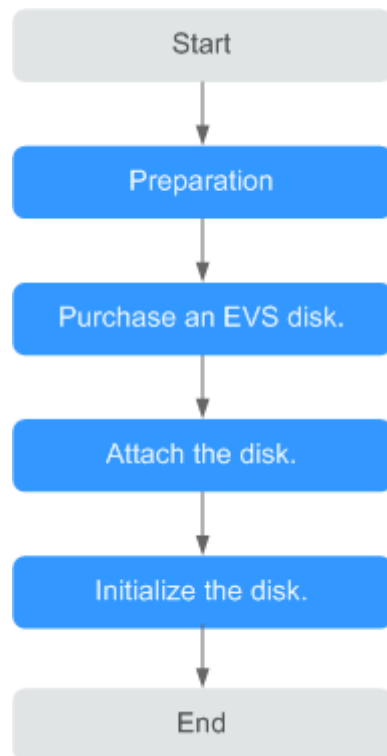 Start
Preparation
Purchase an EVS disk.
Attach the disk.
Initialize the disk.
End